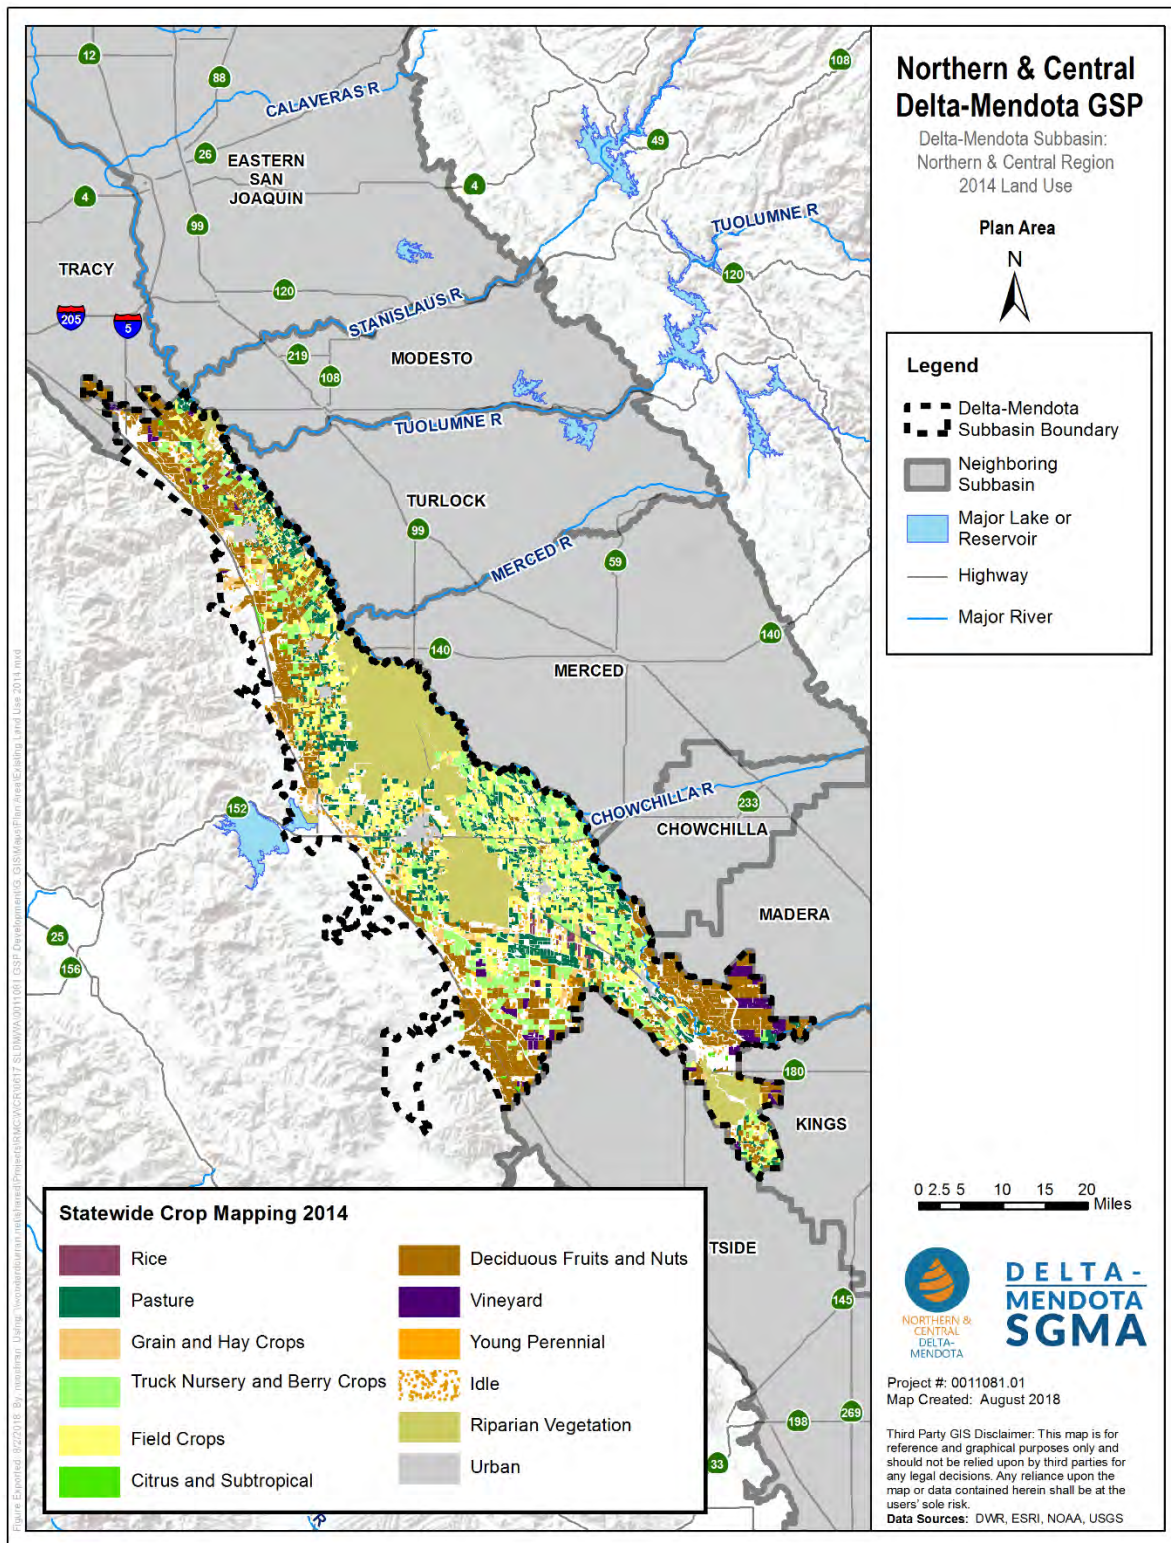 Northern & Central
Delta-Mendota GSP
Delta-Mendota Subbasin:
Northern & Central Region
2014 Land Use
Plan Area
N
Legend
Delta-Mendota
Subbasin Boundary
Neighboring
Subbasin
Major Lake or
Reservoir
Highway
Major River
0 2.5 5 10 15 20
Miles
NORTHERN &
CENTRAL
DELTA-
MENDOTA
DELTA-
MENDOTA
SGMA
Project #: 0011081.01
Map Created: August 2018
Third Party GIS Disclaimer: This map is for
reference and graphical purposes only and
should not be relied upon by third parties for
any legal decisions. Any reliance upon the
map or data contained herein shall be at the
users' sole risk.
Data Sources: DWR, ESRI, NOAA, USGS
12
88
108
CALAVERAS R
49
26
EASTERN
SAN
JOAQUIN
4
4
99
TUOLUMNE R
TRACY
120
120
205
5
STANISLAUS R
219
MODESTO
108
TUOLUMNE R
TURLOCK
99
MERCED R
59
140
140
MERCED
152
CHOWCHILLA R
233
CHOWCHILLA
MADERA
25
156
180
KINGS
TSIDE
145
269
198
33
R
Statewide Crop Mapping 2014
Rice
Pasture
Grain and Hay Crops
Truck Nursery and Berry Crops
Field Crops
Citrus and Subtropical
Deciduous Fruits and Nuts
Vineyard
Young Perennial
Idle
Riparian Vegetation
Urban